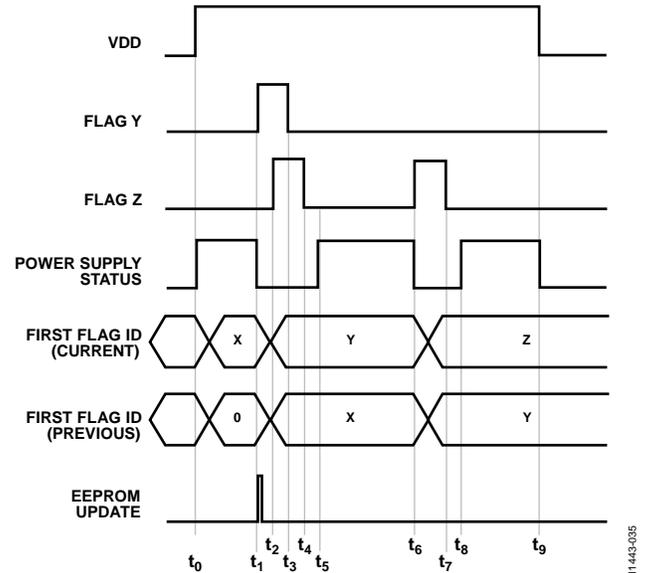 VDD
FLAG Y
FLAG Z
POWER SUPPLY
STATUS
FIRST FLAG ID
(CURRENT)
X
Y
Z
FIRST FLAG ID
(PREVIOUS)
0
X
Y
EEPROM
UPDATE
t0
t1
t2
t3
t4
t5
t6
t7
t8
t9
11443-035